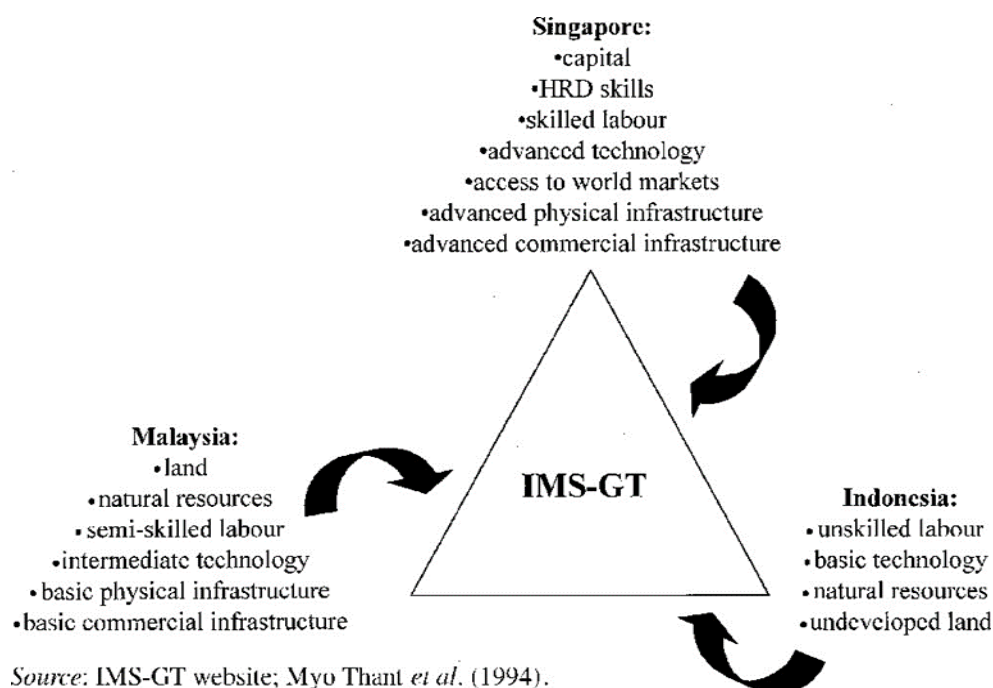 Singapore:
•capital
•HRD skills
•skilled labour
•advanced technology
•access to world markets
•advanced physical infrastructure
•advanced commercial infrastructure
Malaysia:
•land
•natural resources
•semi-skilled labour
•intermediate technology
•basic physical infrastructure
•basic commercial infrastructure
IMS-GT
Indonesia:
•unskilled labour
•basic technology
•natural resources
•undeveloped land
Source: IMS-GT website; Myo Thant et al. (1994).